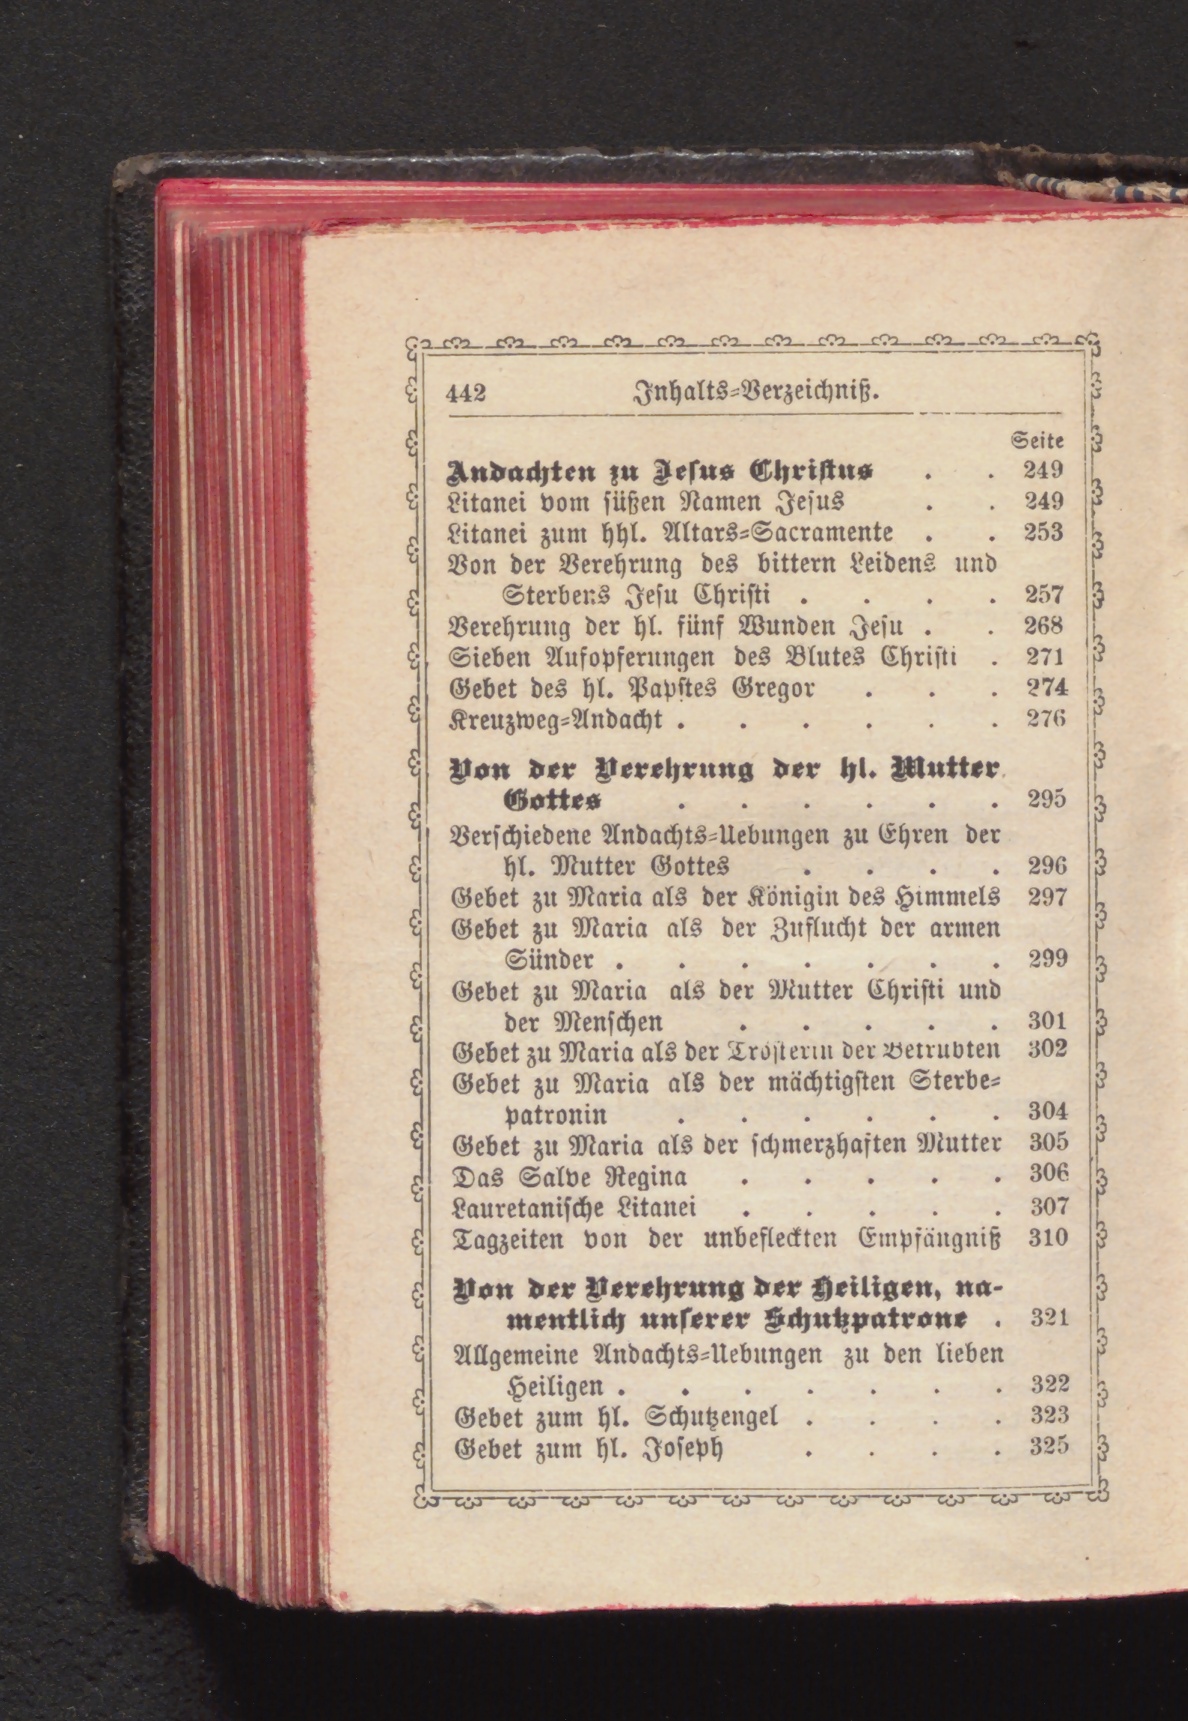 442 Inhalts=Verzeichniß.
Seite
Andachten zu Jesus Christus . . 249
Litanei vom süßen Namen Jesus . . 249
Litanei zum hhl. Altars=Sacramente . . 253
Von der Verehrung des bittern Leidens und
Sterbens Jesu Christi . . . . 257
Verehrung der hl. fünf Wunden Jesu . . 268
Sieben Aufopferungen des Blutes Christi . 271
Gebet des hl. Papstes Gregor . . . 274
Kreuzweg=Andacht . . . . . . 276
Von der Verehrung der hl. Mutter
Gottes . . . . . . 295
Verschiedene Andachts=Uebungen zu Ehren der
hl. Mutter Gottes . . . . 296
Gebet zu Maria als der Königin des Himmels 297
Gebet zu Maria als der Zuflucht der armen
Sünder . . . . . . . 299
Gebet zu Maria als der Mutter Christi und
der Menschen . . . . . 301
Gebet zu Maria als der Trösterin der Betrübten 302
Gebet zu Maria als der mächtigsten Sterbe=
patronin . . . . . . 304
Gebet zu Maria als der schmerzhaften Mutter 305
Das Salve Regina . . . . . 306
Lauretanische Litanei . . . . . 307
Tagzeiten von der unbefleckten Empfängniß 310
Von der Verehrung der Heiligen, na-
mentlich unserer Schutzpatrone . 321
Allgemeine Andachts=Uebungen zu den lieben
Heiligen . . . . . . . 322
Gebet zum hl. Schutzengel . . . . 323
Gebet zum hl. Joseph . . . . 325